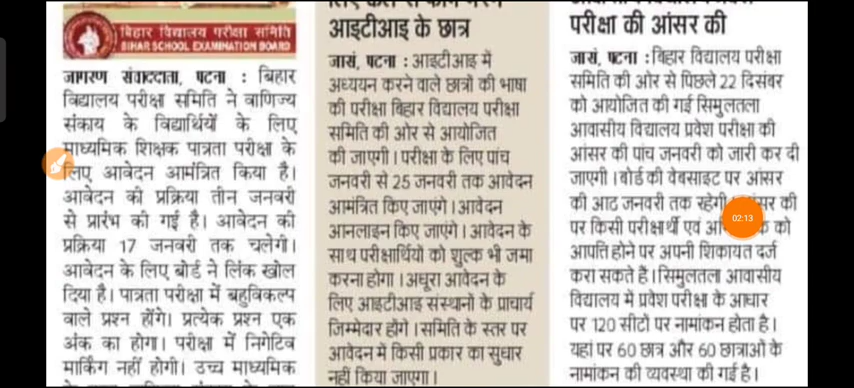 बिहार विद्यालय परीक्षा समिति
BIHAR SCHOOL EXAMINATION BOARD
जागरण संवाददाता, पटना : बिहार
विद्यालय परीक्षा समिति ने वाणिज्य
संकाय के विद्यार्थियों के लिए
माध्यमिक शिक्षक पात्रता परीक्षा के
लिए आवेदन आमंत्रित किया है।
आवेदन की प्रक्रिया तीन जनवरी
से प्रारंभ की गई है। आवेदन की
प्रक्रिया 17 जनवरी तक चलेगी।
आवेदन के लिए बोर्ड ने लिंक खोल
दिया है। पात्रता परीक्षा में बहुविकल्प
वाले प्रश्न होंगे। प्रत्येक प्रश्न एक
अंक का होगा। परीक्षा में निगेटिव
मार्किंग नहीं होगी। उच्च माध्यमिक
आइटीआइ के छात्र
जासं, पटना : आइटीआइ में
अध्ययन करने वाले छात्रों की भाषा
की परीक्षा बिहार विद्यालय परीक्षा
समिति की ओर से आयोजित
की जाएगी। परीक्षा के लिए पांच
जनवरी से 25 जनवरी तक आवेदन
आमंत्रित किए जाएंगे। आवेदन
आनलाइन किए जाएंगे। आवेदन के
साथ परीक्षार्थियों को शुल्क भी जमा
करना होगा। अधूरा आवेदन के
लिए आइटीआइ संस्थानों के प्राचार्य
जिम्मेदार होंगे। समिति के स्तर पर
आवेदन में किसी प्रकार का सुधार
नहीं किया जाएगा।
परीक्षा की आंसर की
जासं, पटना : बिहार विद्यालय परीक्षा
समिति की ओर से पिछले 22 दिसंबर
को आयोजित की गई सिमुलतला
आवासीय विद्यालय प्रवेश परीक्षा की
आंसर की पांच जनवरी को जारी कर दी
जाएगी। बोर्ड की वेबसाइट पर आंसर
की आठ जनवरी तक रहेगी की
पर किसी परीक्षार्थी एवं को
आपत्ति होने पर अपनी शिकायत दर्ज
करा सकते हैं। सिमुलतला आवासीय
विद्यालय में प्रवेश परीक्षा के आधार
पर 120 सीटों पर नामांकन होता है।
यहां पर 60 छात्र और 60 छात्राओं के
नामांकन की व्यवस्था की गई है।
02:13